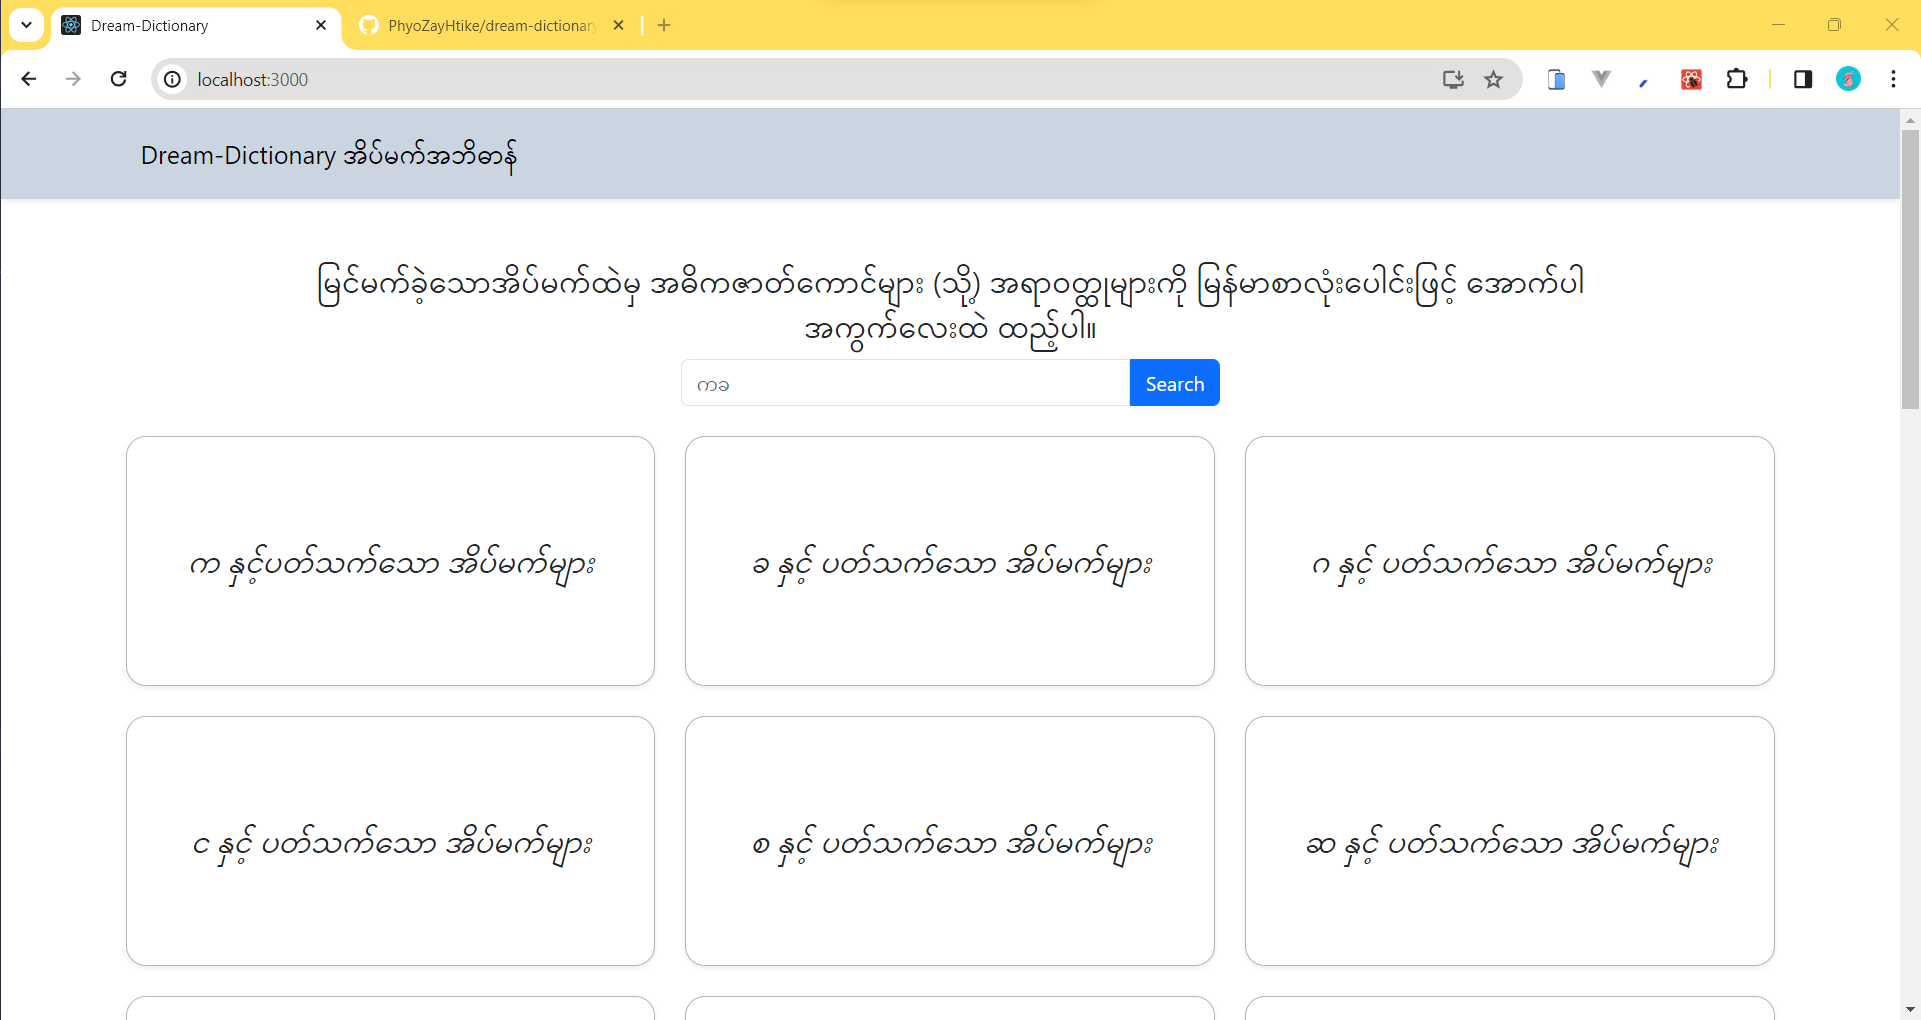 Dream-Dictionary
PhyoZayHtike/dream-dictionary
localhost:3000
Dream-Dictionary အိပ်မက်အဘိဓာန်
မြင်မက်ခဲ့သောအိပ်မက်ထဲမှ အဓိကဇာတ်ကောင်များ (သို့) အရာဝတ္ထုများကို မြန်မာစာလုံးပေါင်းဖြင့် အောက်ပါ
အကွက်လေးထဲ ထည့်ပါ။
ကခ
Search
က နှင့်ပတ်သက်သော အိပ်မက်များ
ခ နှင့် ပတ်သက်သော အိပ်မက်များ
ဂ နှင့် ပတ်သက်သော အိပ်မက်များ
င နှင့် ပတ်သက်သော အိပ်မက်များ
စ နှင့် ပတ်သက်သော အိပ်မက်များ
ဆ နှင့် ပတ်သက်သော အိပ်မက်များ